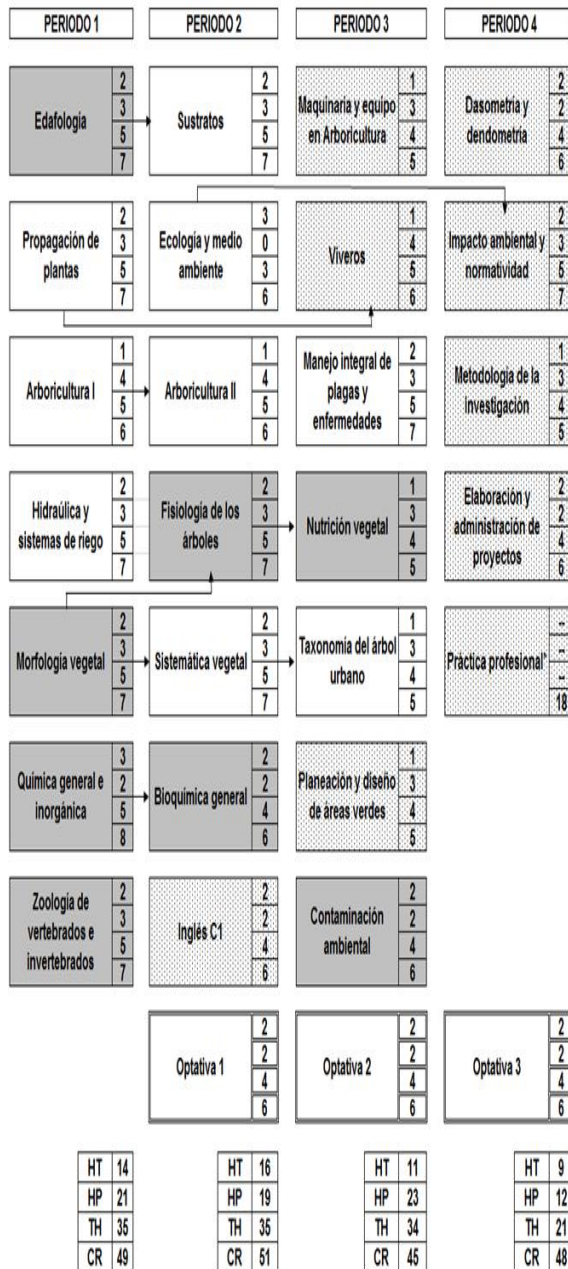 PERIODO 1
PERIODO 2
PERIODO 3
PERIODO 4
Edafología
2
3
5
7
Sustratos
2
3
5
7
Maquinaria y equipo
en Arboricultura
1
3
4
5
Dasometría y
dendometría
2
2
4
6
Propagación de
plantas
2
3
5
7
Ecología y medio
ambiente
3
0
3
6
Viveros
1
4
5
6
Impacto ambiental y
normatividad
2
3
5
7
Arboricultura I
1
4
5
6
Arboricultura II
1
4
5
6
Manejo integral de
plagas y
enfermedades
2
3
5
7
Metodología de la
investigación
1
3
4
5
Hidráulica y
sistemas de riego
2
3
5
7
Fisiología de los
árboles
2
3
5
7
Nutrición vegetal
1
3
4
5
Elaboración y
administración de
proyectos
2
2
4
6
Morfología vegetal
2
3
5
7
Sistemática vegetal
2
3
5
7
Taxonomía del árbol
urbano
1
3
4
5
Práctica profesional*
--
--
--
18
Química general e
inorgánica
3
2
5
8
Bioquímica general
2
2
4
6
Planeación y diseño
de áreas verdes
1
3
4
5
Zoología de
vertebrados e
invertebrados
2
3
5
7
Inglés C1
2
2
4
6
Contaminación
ambiental
2
2
4
6
Optativa 1
2
2
4
6
Optativa 2
2
2
4
6
Optativa 3
2
2
4
6
HT 14
HP 21
TH 35
CR 49
HT 16
HP 19
TH 35
CR 51
HT 11
HP 23
TH 34
CR 45
HT 9
HP 12
TH 21
CR 48